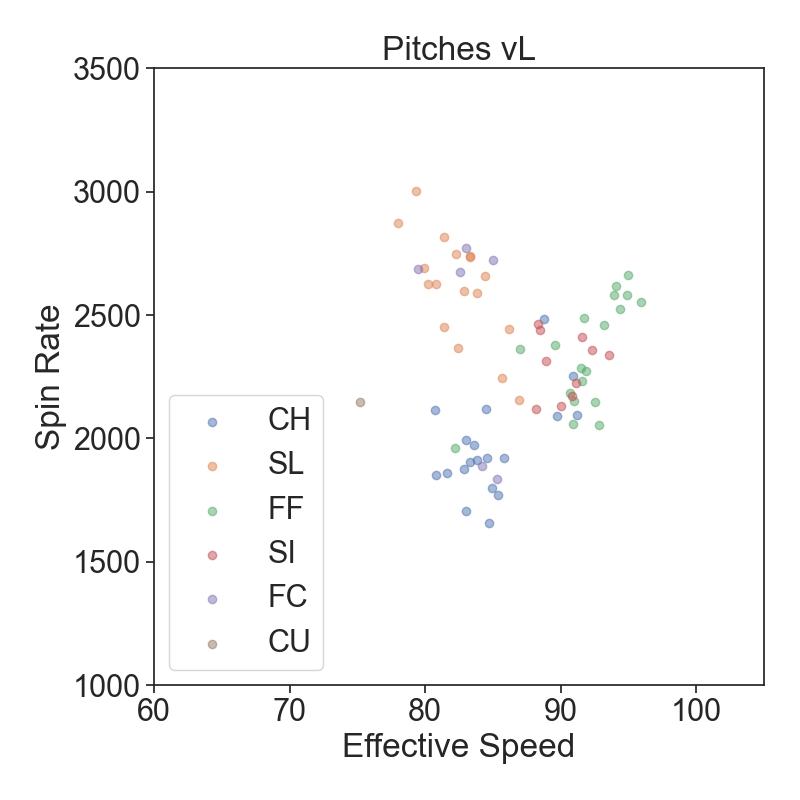 Pitches vL
3500
3000
2500
2000
1500
1000
Spin Rate
CH
SL
FF
SI
FC
CU
60 70 80 90 100
Effective Speed